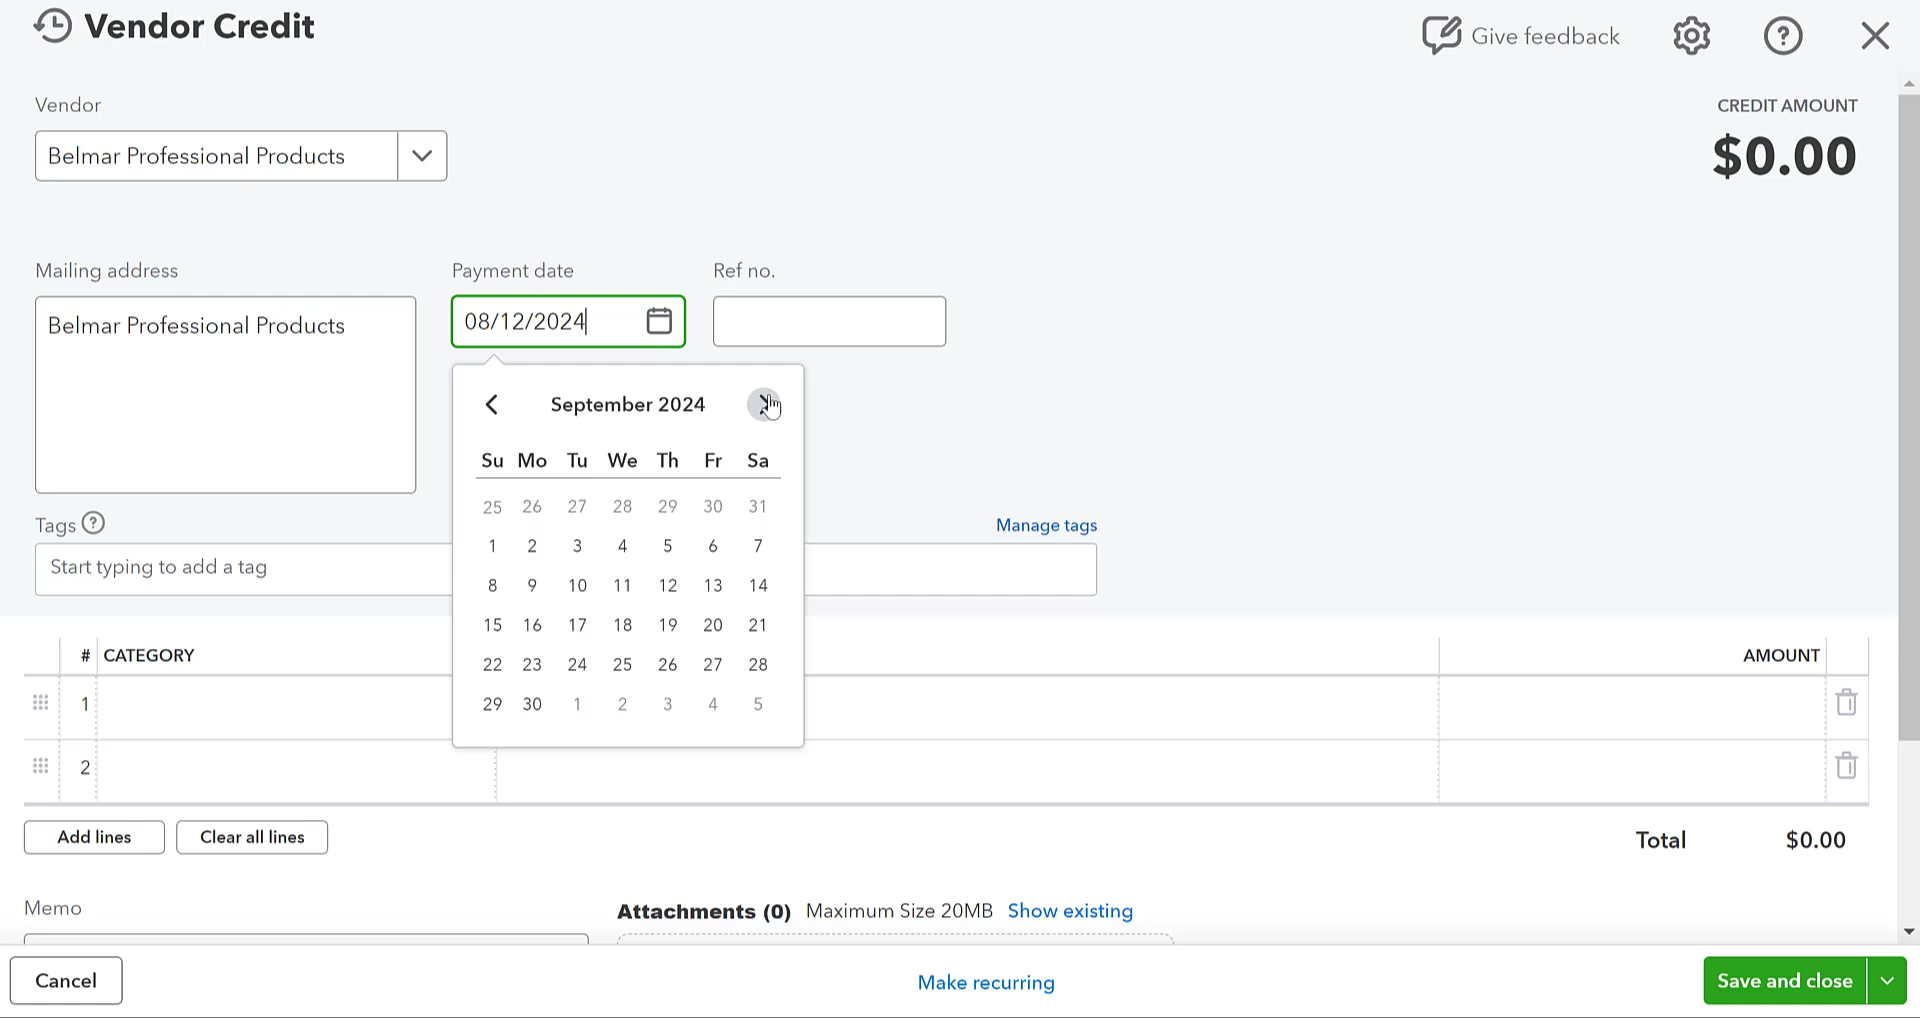 Vendor Credit
Give feedback
Vendor
CREDIT AMOUNT
Belmar Professional Products
$0.00
Mailing address
Payment date
Ref no.
Belmar Professional Products
08/12/2024
September 2024
Su Mo Tu We Th Fr Sa
25 26 27 28 29 30 31
1 2 3 4 5 6 7
8 9 10 11 12 13 14
15 16 17 18 19 20 21
22 23 24 25 26 27 28
29 30 1 2 3 4 5
Tags
Manage tags
Start typing to add a tag
# CATEGORY
AMOUNT
1
2
Add lines
Clear all lines
Total $0.00
Memo
Attachments (0) Maximum Size 20MB Show existing
Cancel
Make recurring
Save and close